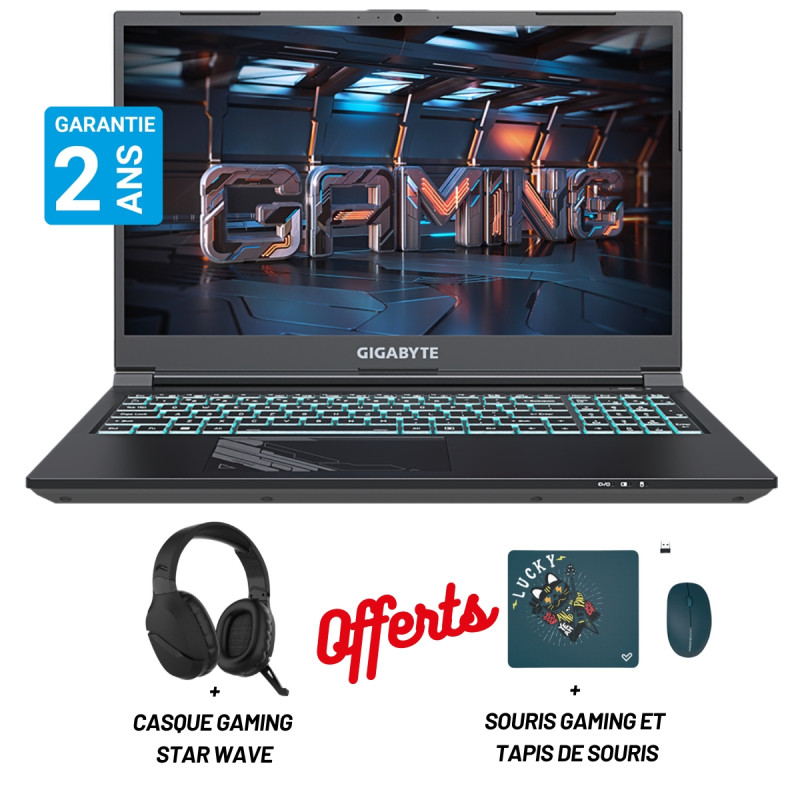 GARANTIE
2 ANS
GAMING
GIGABYTE
LUCKY
Offerts
+
CASQUE GAMING
STAR WAVE
+
SOURIS GAMING ET
TAPIS DE SOURIS